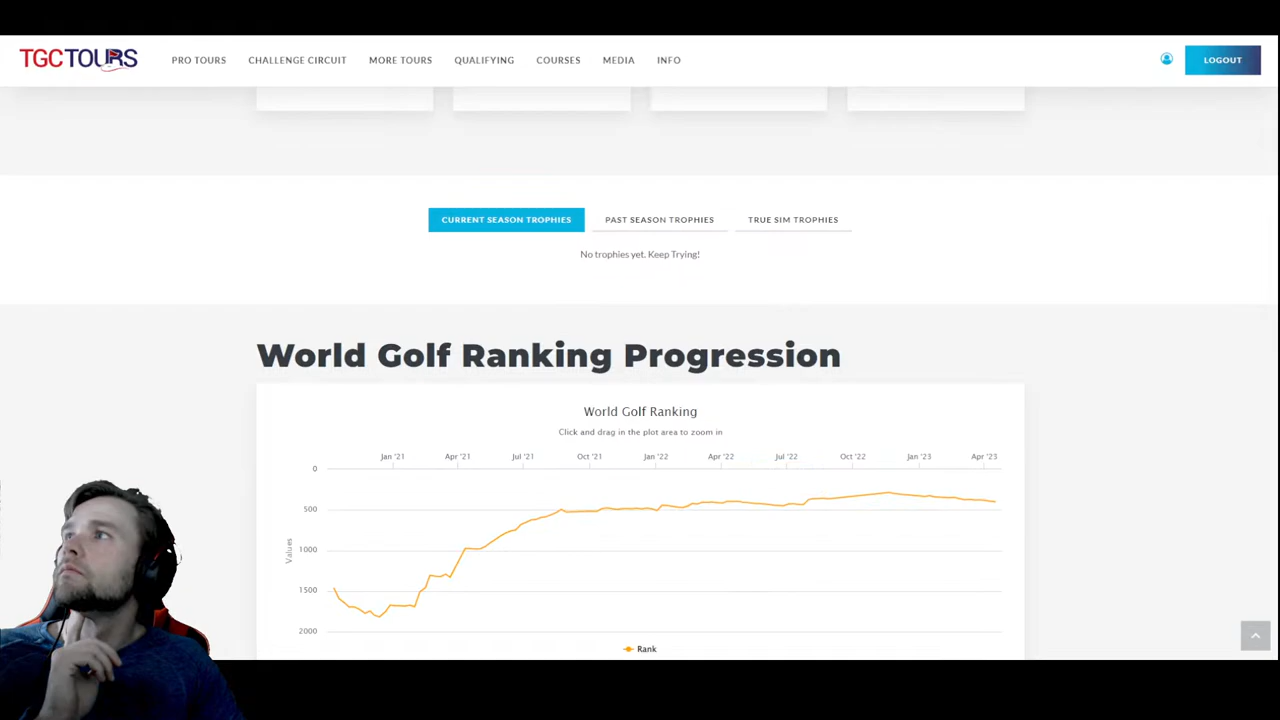 TGCTOURS
PRO TOURS CHALLENGE CIRCUIT MORE TOURS QUALIFYING COURSES MEDIA INFO LOGOUT
CURRENT SEASON TROPHIES PAST SEASON TROPHIES TRUE SIM TROPHIES
No trophies yet. Keep Trying!
World Golf Ranking Progression
World Golf Ranking
Click and drag in the plot area to zoom in
Jan '21 Apr '21 Jul '21 Oct '21 Jan '22 Apr '22 Jul '22 Oct '22 Jan '23 Apr '23
0
500
1000
1500
2000
Values
Rank